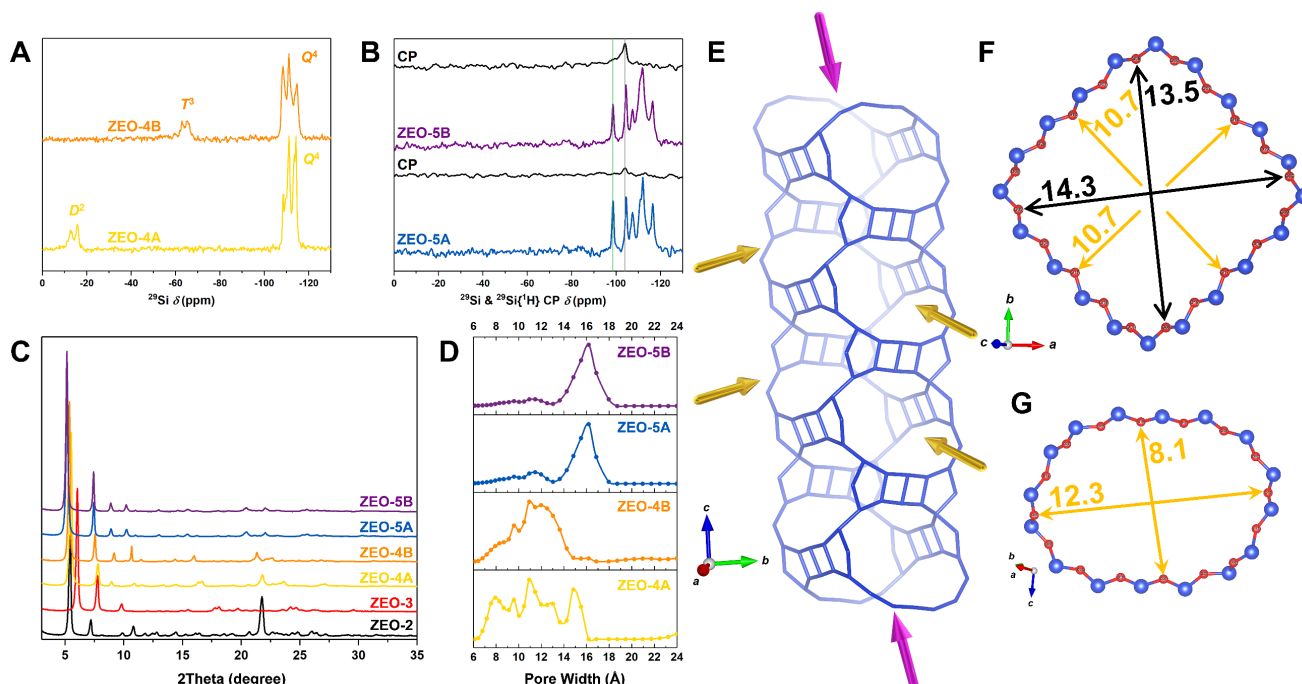 A
Q⁴
T³
ZEO-4B
Q⁴
D²
ZEO-4A
0 -20 -40 -60 -80 -100 -120
²⁹Si δ (ppm)
B
CP
ZEO-5B
CP
ZEO-5A
0 -20 -40 -60 -80 -100 -120
²⁹Si & ²⁹Si{¹H} CP δ (ppm)
C
ZEO-5B
ZEO-5A
ZEO-4B
ZEO-4A
ZEO-3
ZEO-2
5 10 15 20 25 30 35
2Theta (degree)
D
6 8 10 12 14 16 18 20 22 24
ZEO-5B
ZEO-5A
ZEO-4B
ZEO-4A
6 8 10 12 14 16 18 20 22 24
Pore Width (Å)
E
c
b
a
F
13.5
10.7
14.3
10.7
b
c
a
G
8.1
12.3
b
a
c